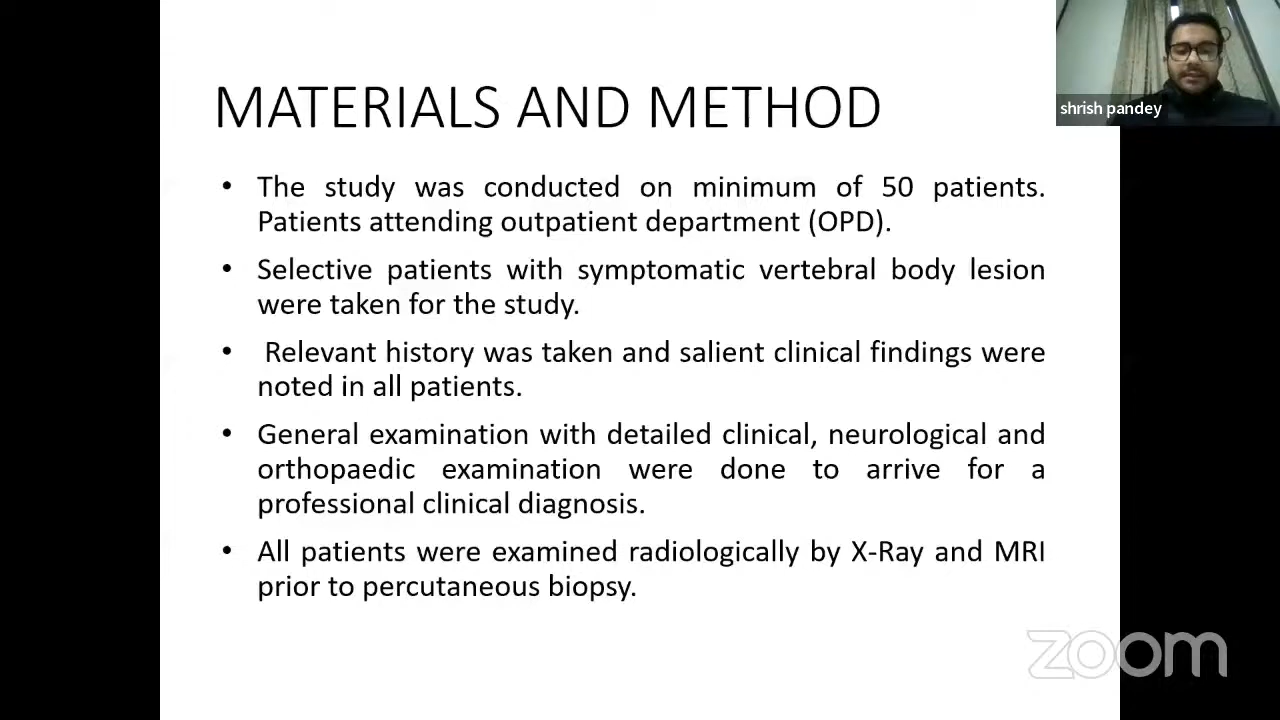 MATERIALS AND METHOD
shrish pandey
• The study was conducted on minimum of 50 patients.
Patients attending outpatient department (OPD).
• Selective patients with symptomatic vertebral body lesion
were taken for the study.
• Relevant history was taken and salient clinical findings were
noted in all patients.
• General examination with detailed clinical, neurological and
orthopaedic examination were done to arrive for a
professional clinical diagnosis.
• All patients were examined radiologically by X-Ray and MRI
prior to percutaneous biopsy.
zoom